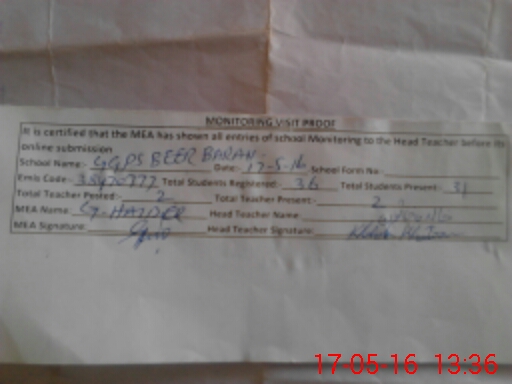 MONITORING VISIT PROOF
It is certified that the MEA has shown all entries of school Monitoring to the Head Teacher before its
online submission
School Name:- GGPS BEER BARAN Date:- 17-5-16 School Form No:-
Emis Code:- Total Students Registered:- 36 Total Students Present:- 31
Total Teacher Posted:- 2 Total Teacher Present:- 2
MEA Name:- HAIDER Head Teacher Name:-
MEA Signature: Head Teacher Signature:
17-05-16 13:36